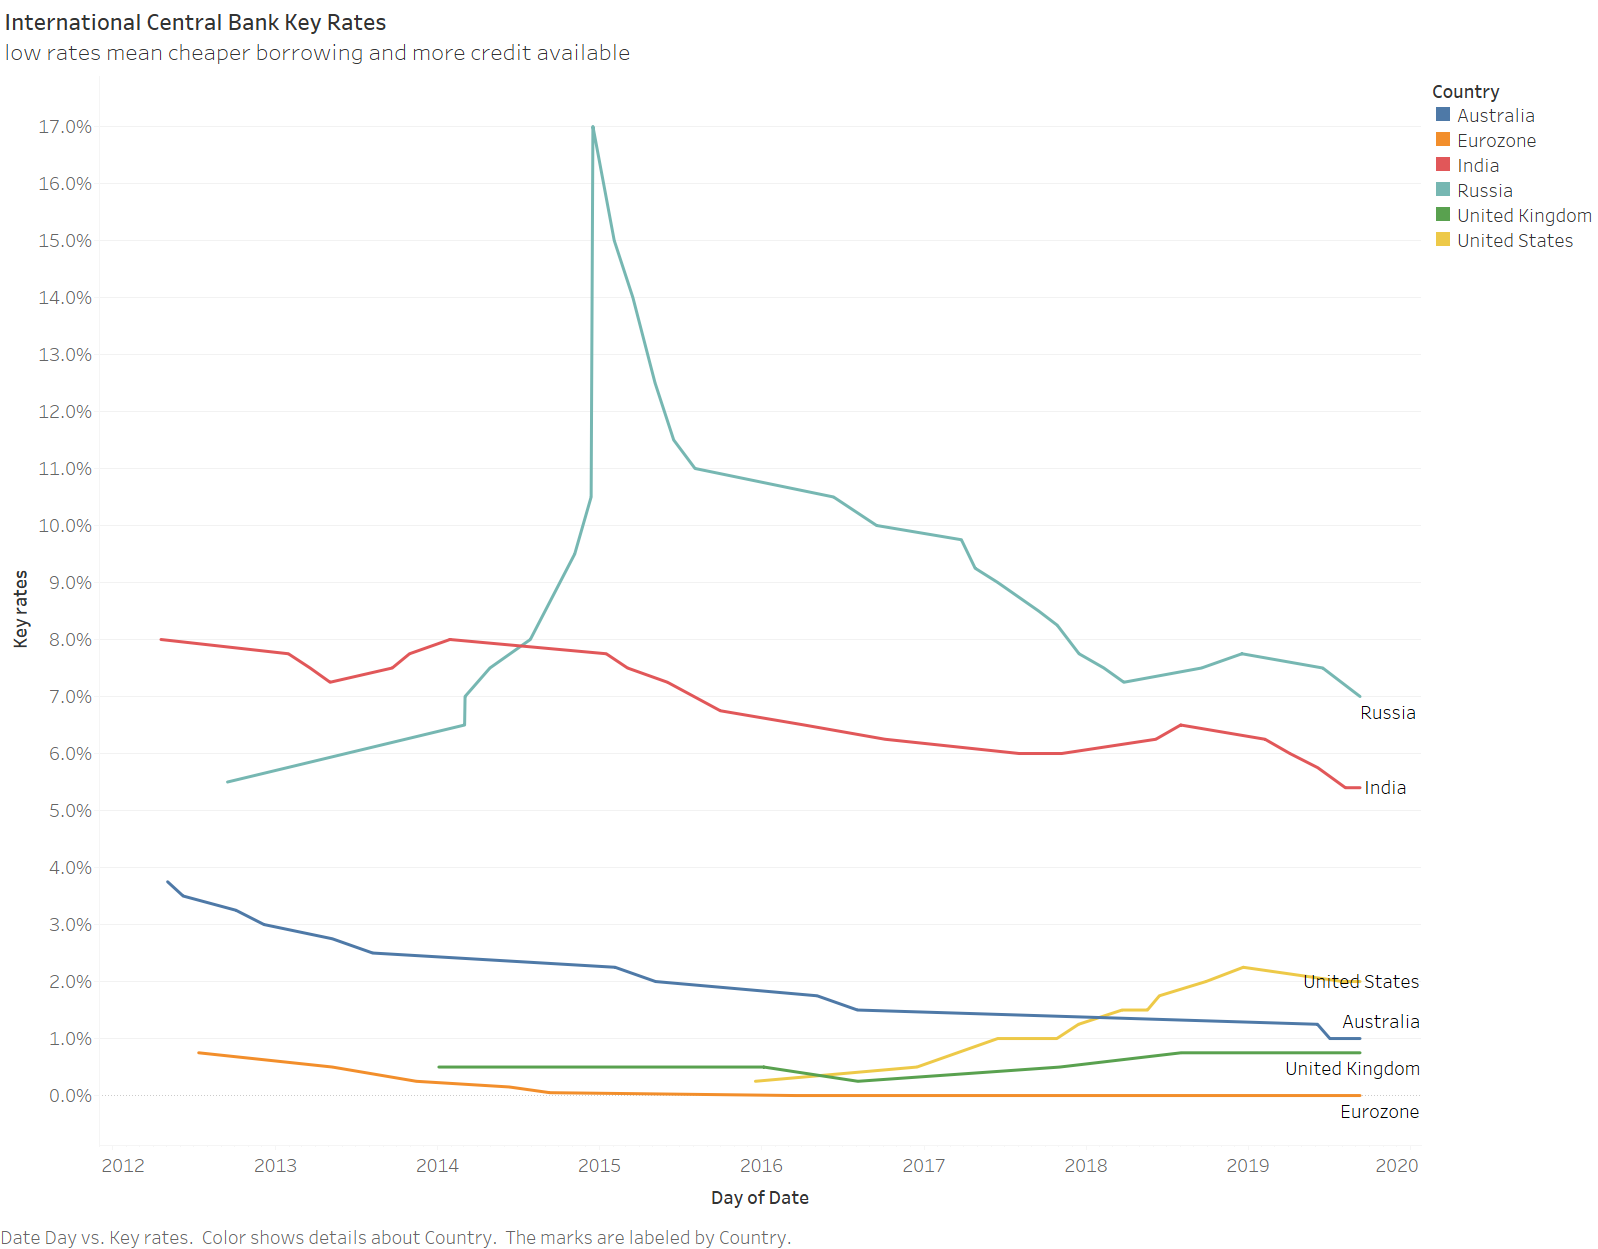 International Central Bank Key Rates
low rates mean cheaper borrowing and more credit available
Country
Australia
Eurozone
India
Russia
United Kingdom
United States
17.0%
16.0%
15.0%
14.0%
13.0%
12.0%
11.0%
10.0%
9.0%
8.0%
7.0%
6.0%
5.0%
4.0%
3.0%
2.0%
1.0%
0.0%
Key rates
Russia
India
United States
Australia
United Kingdom
Eurozone
2012 2013 2014 2015 2016 2017 2018 2019 2020
Day of Date
Date Day vs. Key rates. Color shows details about Country. The marks are labeled by Country.